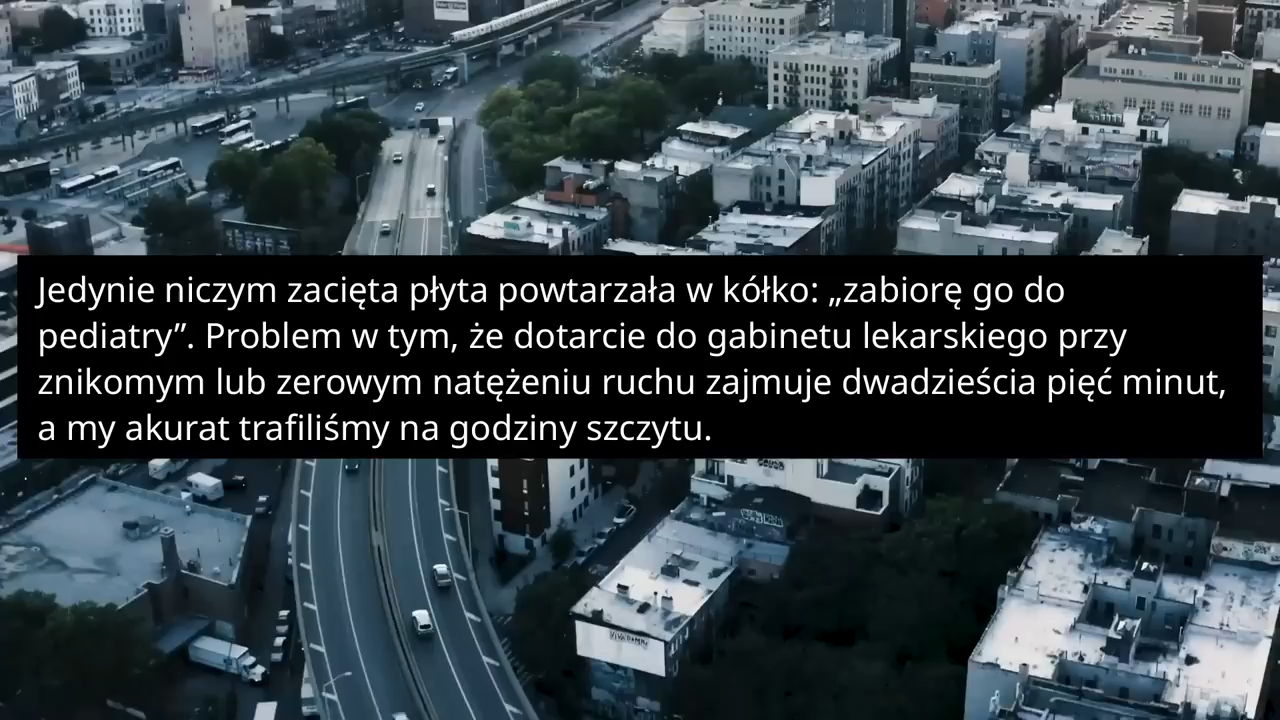 Jedynie niczym zacięta płyta powtarzała w kółko: „zabiorę go do
pediatry”. Problem w tym, że dotarcie do gabinetu lekarskiego przy
znikomym lub zerowym natężeniu ruchu zajmuje dwadzieścia pięć minut,
a my akurat trafiliśmy na godziny szczytu.